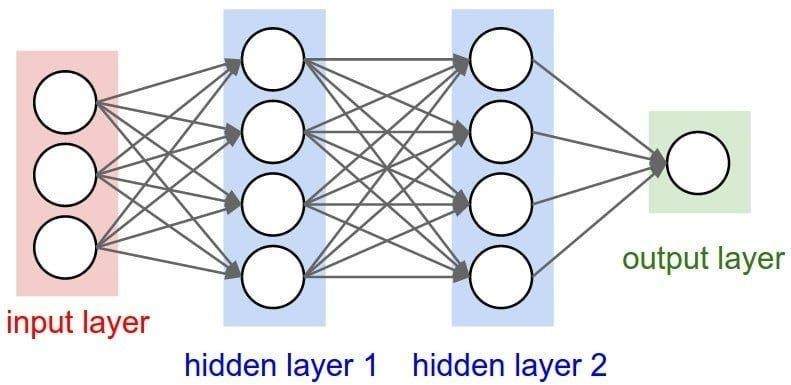 input layer
hidden layer 1
hidden layer 2
output layer